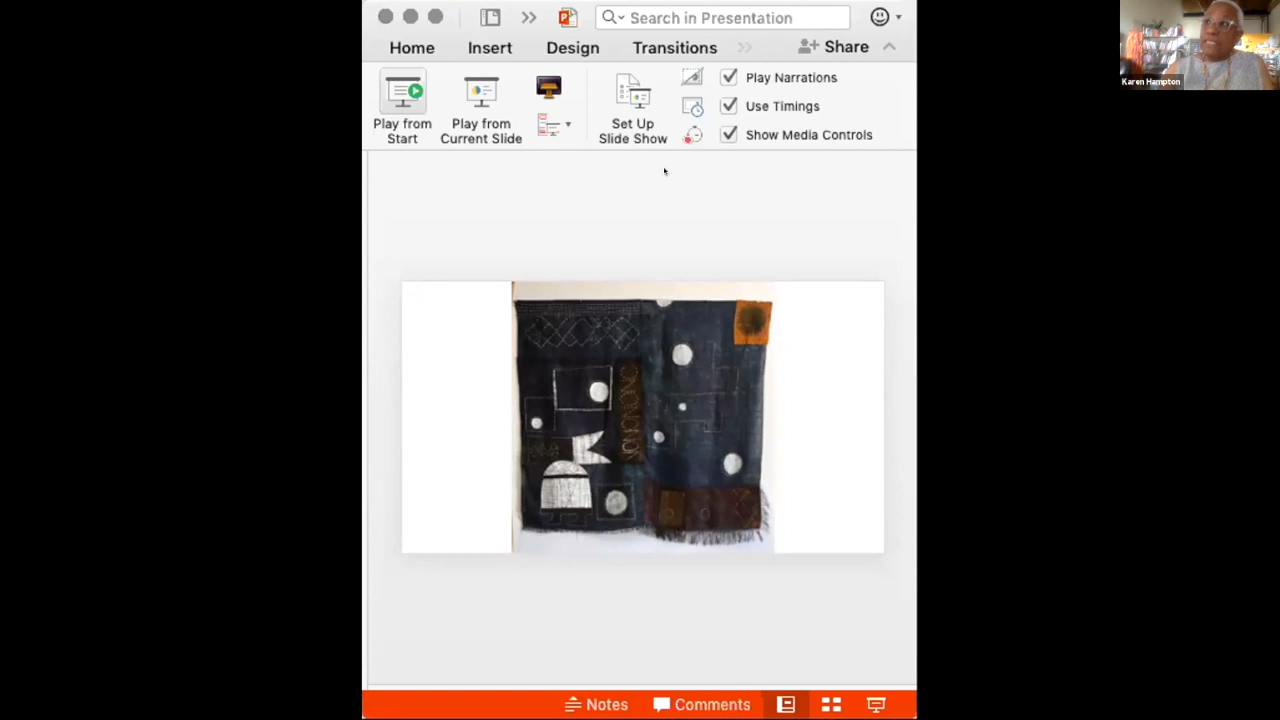 Search in Presentation
Home
Insert
Design
Transitions
Share
Play from
Start
Play from
Current Slide
Set Up
Slide Show
Play Narrations
Use Timings
Show Media Controls
Notes
Comments
Karen Hampton